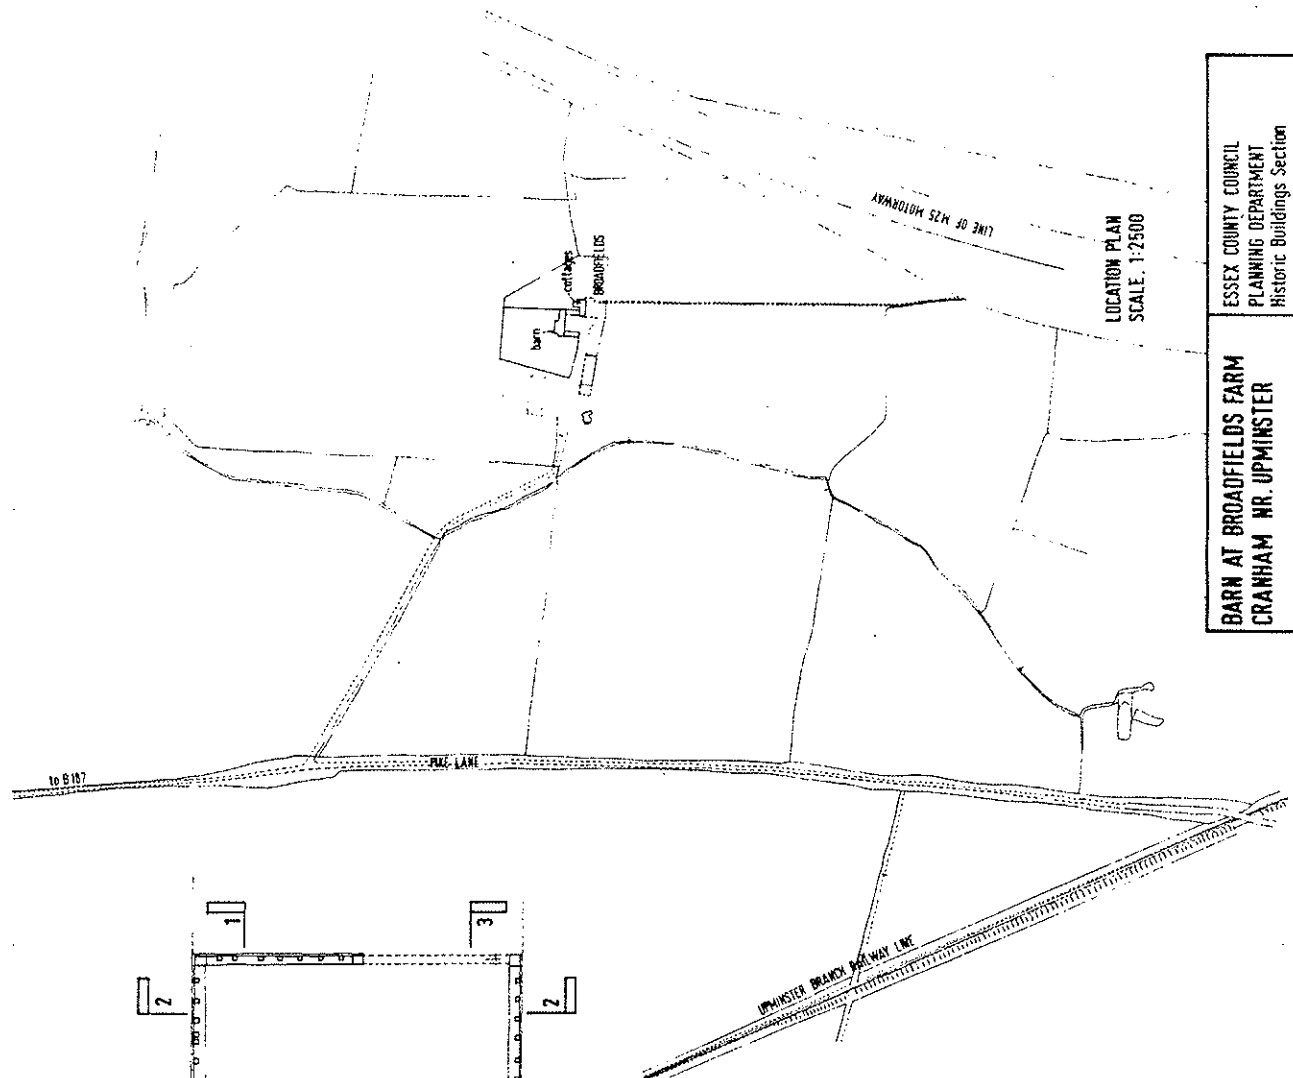 to B 187
PIKE LANE
cottages
BROADFIELDS
barn
LINE OF M25 MOTORWAY
LOCATION PLAN
SCALE, 1:2500
UPMINSTER BRANCH RAILWAY LINE
1
3
2
2
BARN AT BROADFIELDS FARM
CRANHAM NR. UPMINSTER
ESSEX COUNTY COUNCIL
PLANNING DEPARTMENT
Historic Buildings Section